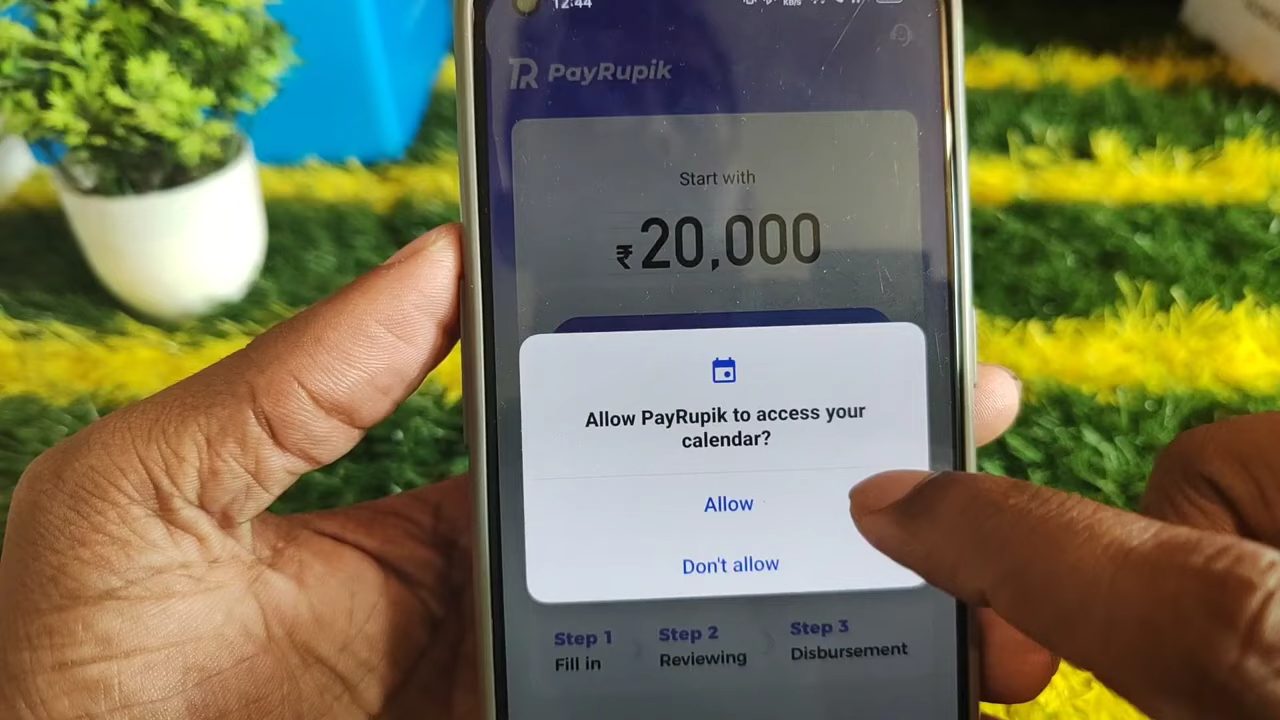 12:44
PayRupik
Start with
₹20,000
Allow PayRupik to access your
calendar?
Allow
Don't allow
Step 1 Step 2 Step 3
Fill in Reviewing Disbursement